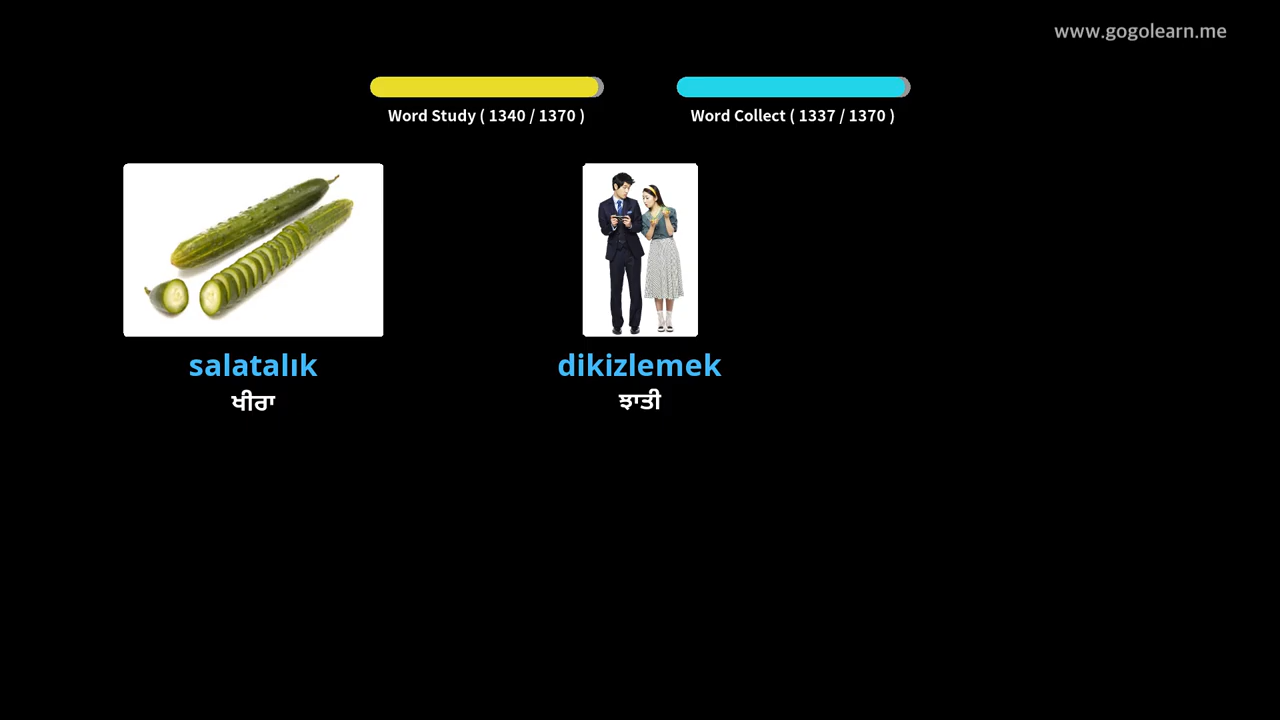 www.gogolearn.me
Word Study ( 1340 / 1370 )
Word Collect ( 1337 / 1370 )
salatalık
dikizlemek
ਖੀਰਾ
ਝਾਤੀ